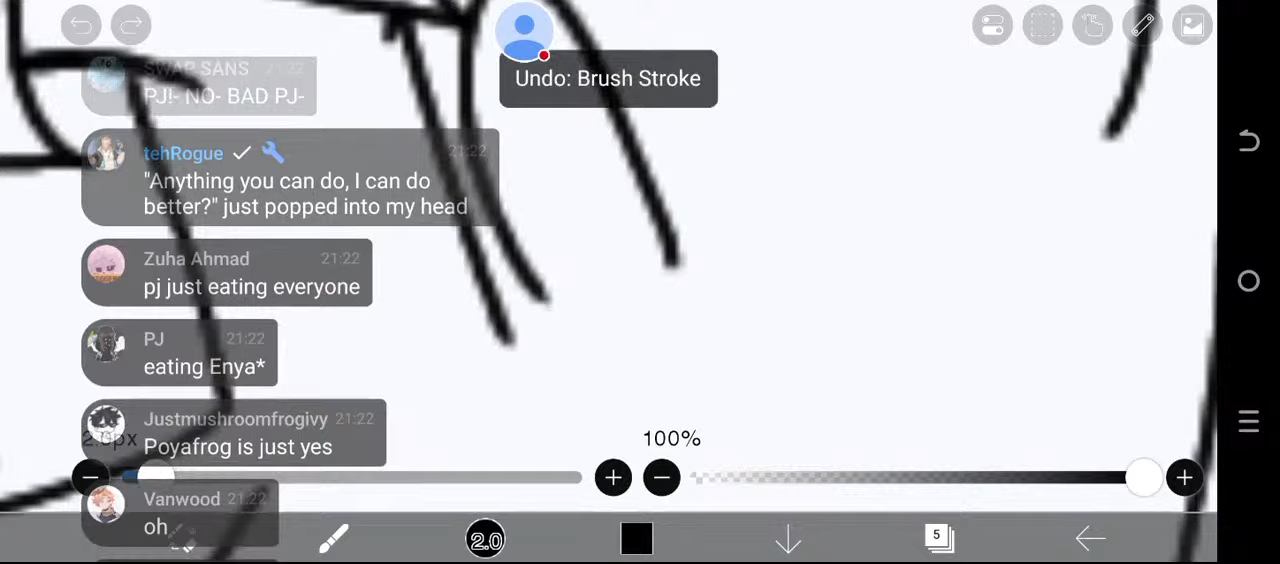 SWAP SANS 21:22
PJ!- NO- BAD PJ-
Undo: Brush Stroke
tehRogue 21:22
"Anything you can do, I can do
better?" just popped into my head
Zuha Ahmad 21:22
pj just eating everyone
PJ 21:22
eating Enya*
Justmushroomfrogivy 21:22
Poyafrog is just yes
2.0px
100%
Vanwood 21:22
oh
2.0
5